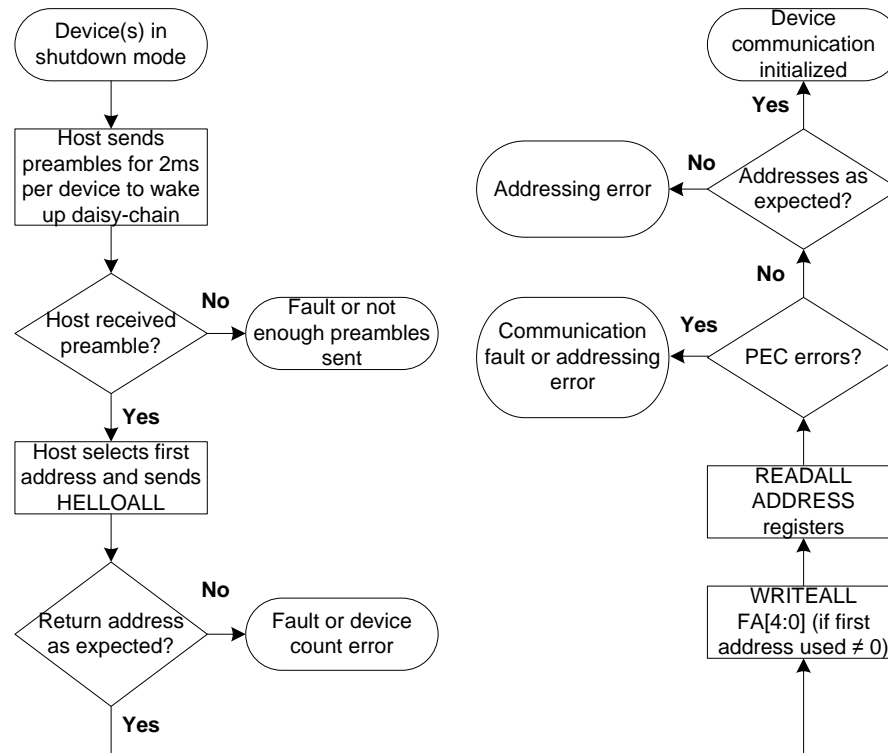 Device(s) in
shutdown mode
Host sends
preambles for 2ms
per device to wake
up daisy-chain
Host received
preamble?
No
Fault or not
enough preambles
sent
Yes
Host selects first
address and sends
HELLOALL
Return address
as expected?
No
Fault or device
count error
Yes
Device
communication
initialized
Yes
Addresses as
expected?
No
Addressing error
No
PEC errors?
Yes
Communication
fault or addressing
error
READALL
ADDRESS
registers
WRITEALL
FA[4:0] (if first
address used ≠ 0)